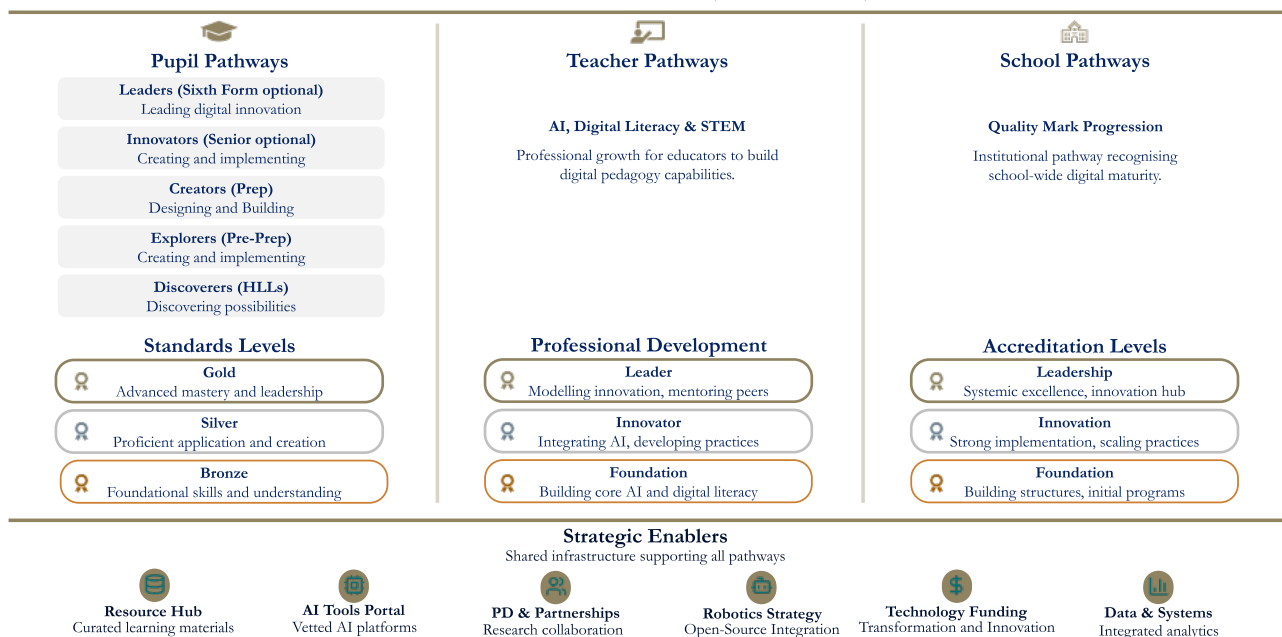 Pupil Pathways
Leaders (Sixth Form optional)
Leading digital innovation
Innovators (Senior optional)
Creating and implementing
Creators (Prep)
Designing and Building
Explorers (Pre-Prep)
Creating and implementing
Discoverers (HLLs)
Discovering possibilities
Standards Levels
Gold
Advanced mastery and leadership
Silver
Proficient application and creation
Bronze
Foundational skills and understanding
Teacher Pathways
AI, Digital Literacy & STEM
Professional growth for educators to build
digital pedagogy capabilities.
Professional Development
Leader
Modelling innovation, mentoring peers
Innovator
Integrating AI, developing practices
Foundation
Building core AI and digital literacy
School Pathways
Quality Mark Progression
Institutional pathway recognising
school-wide digital maturity.
Accreditation Levels
Leadership
Systemic excellence, innovation hub
Innovation
Strong implementation, scaling practices
Foundation
Building structures, initial programs
Strategic Enablers
Shared infrastructure supporting all pathways
Resource Hub
Curated learning materials
AI Tools Portal
Vetted AI platforms
PD & Partnerships
Research collaboration
Robotics Strategy
Open-Source Integration
Technology Funding
Transformation and Innovation
Data & Systems
Integrated analytics